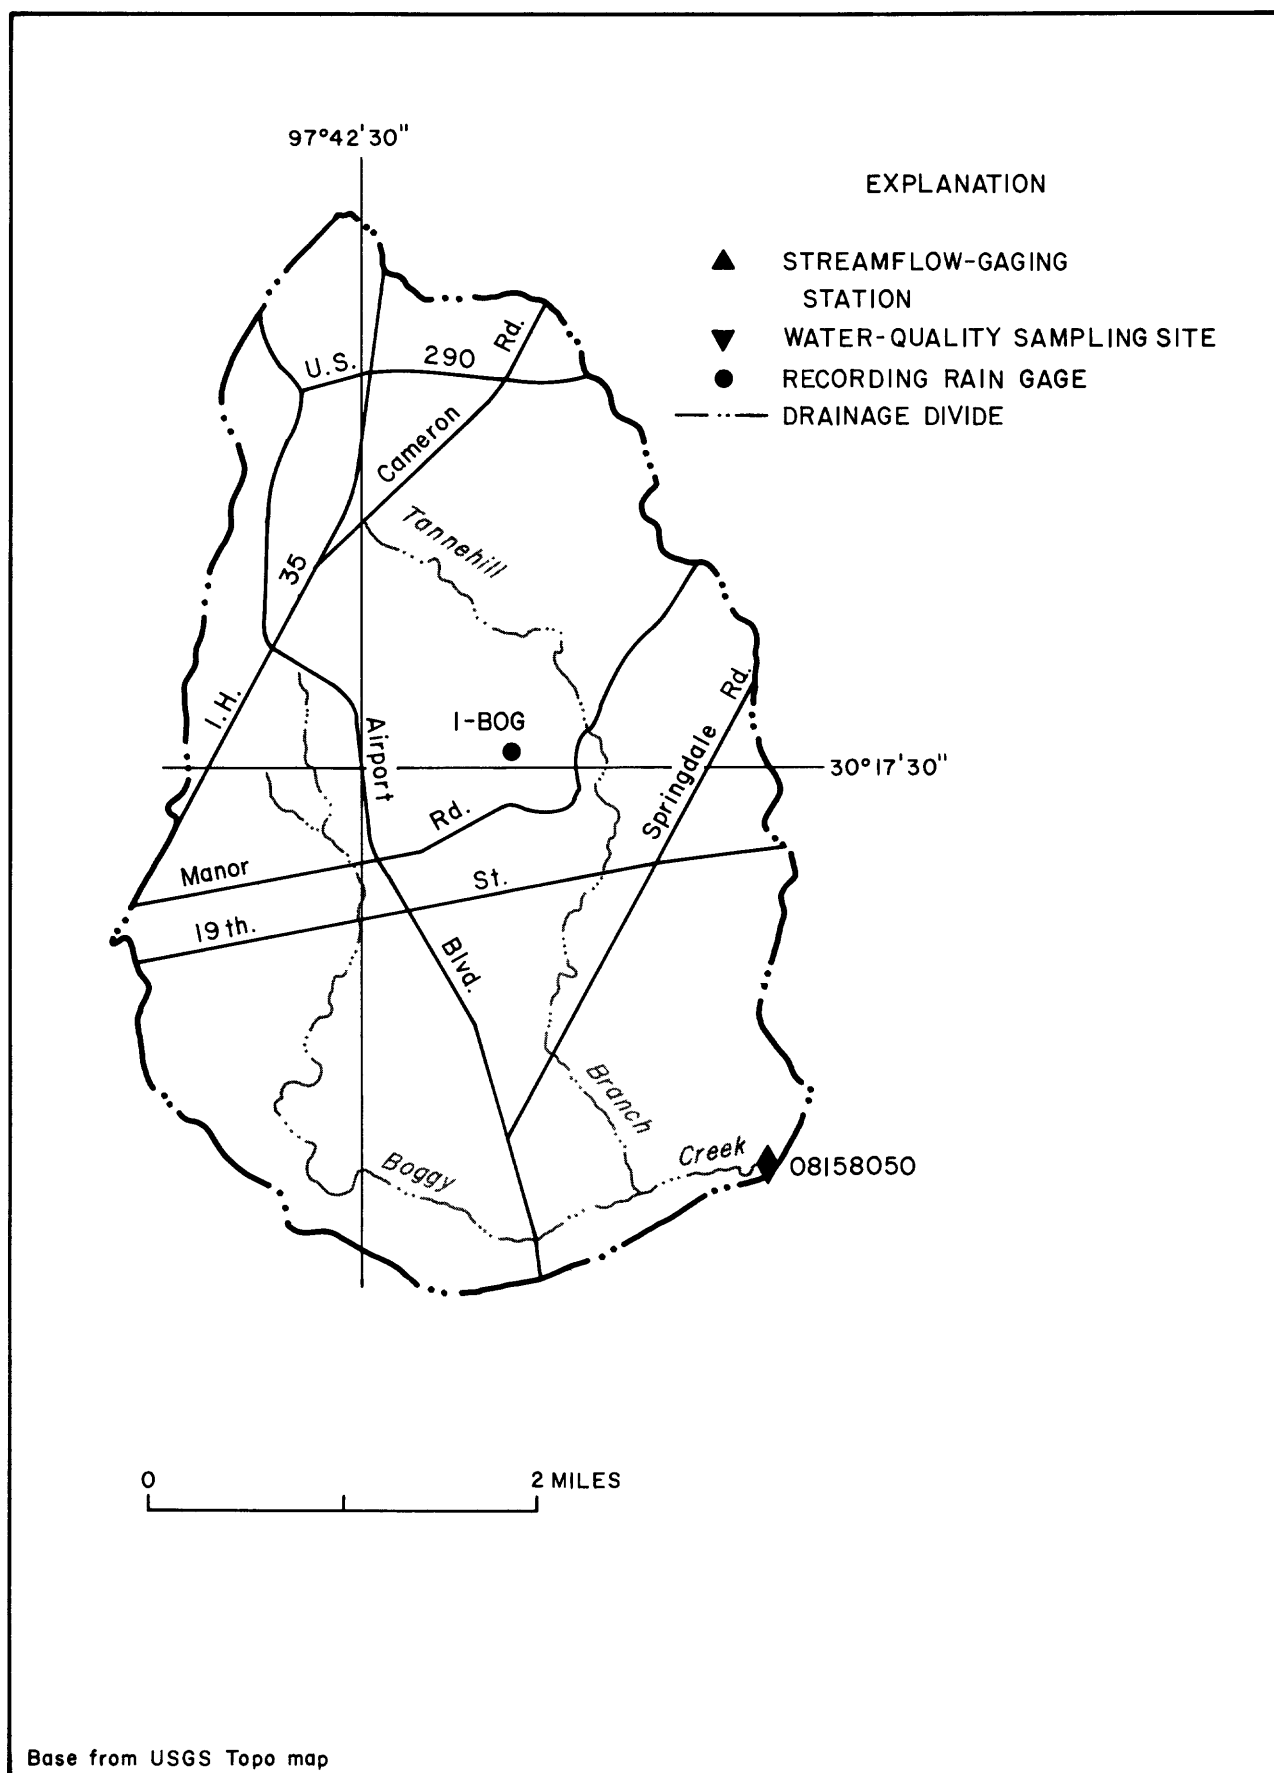 97°42'30"
EXPLANATION
STREAMFLOW-GAGING
STATION
WATER-QUALITY SAMPLING SITE
RECORDING RAIN GAGE
DRAINAGE DIVIDE
U.S. 290
Cameron Rd.
Tannehill
I.H. 35
Airport
1-BOG
30°17'30"
Springdale Rd.
Manor Rd.
19th. St.
Blvd.
Branch
Boggy Creek
08158050
0 2 MILES
Base from USGS Topo map